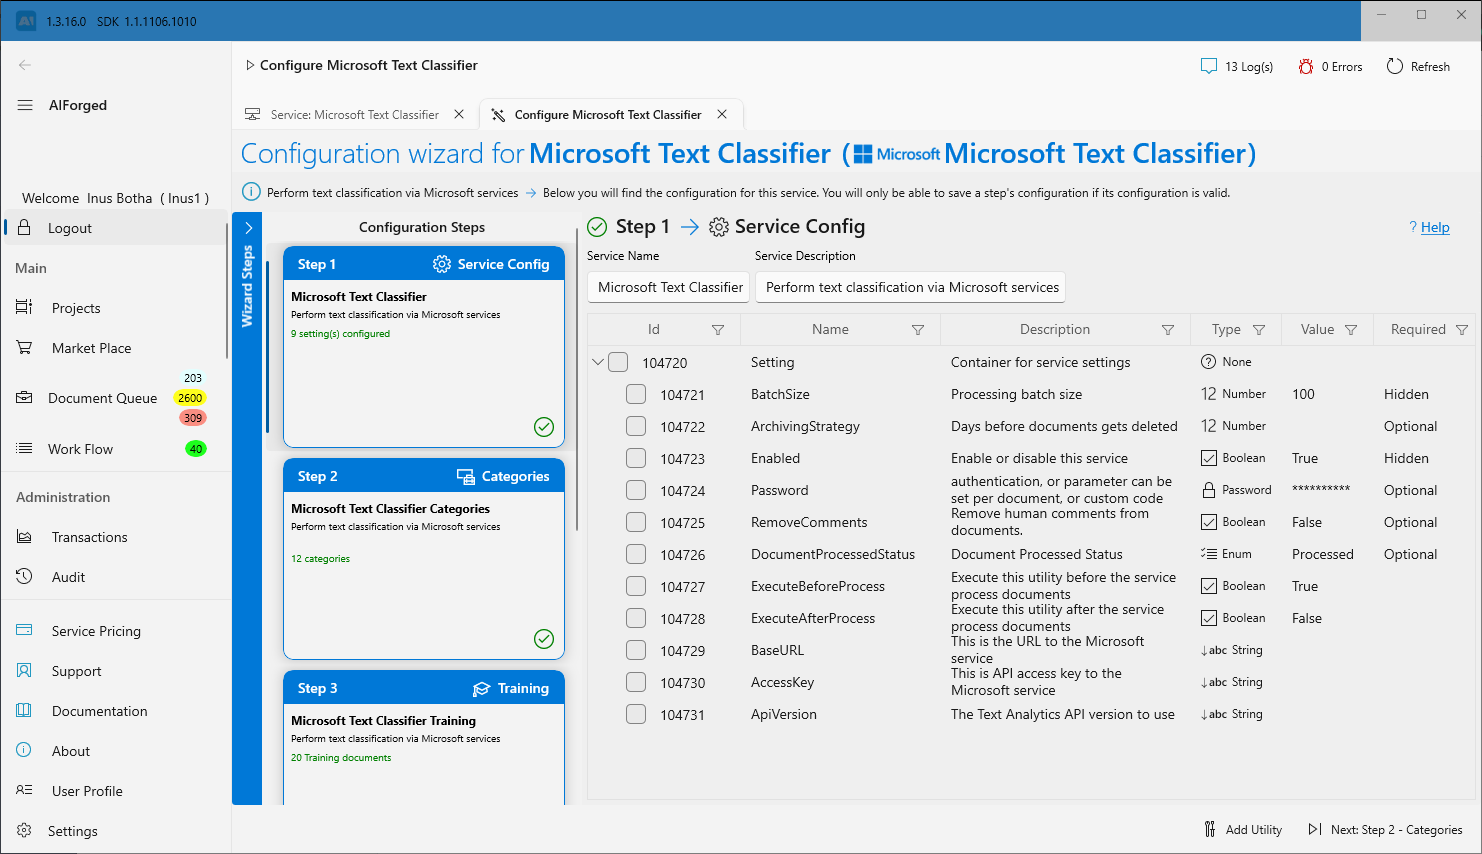 1.3.16.0 SDK 1.1.1106.1010
Configure Microsoft Text Classifier
13 Log(s)
0 Errors
Refresh
AIForged
Service: Microsoft Text Classifier
Configure Microsoft Text Classifier
Configuration wizard for Microsoft Text Classifier ( Microsoft Microsoft Text Classifier)
Perform text classification via Microsoft services → Below you will find the configuration for this service. You will only be able to save a step's configuration if its configuration is valid.
Welcome Inus Botha ( Inus1 )
Logout
Main
Projects
Market Place
Document Queue
203
2600
309
Work Flow
40
Administration
Transactions
Audit
Service Pricing
Support
Documentation
About
User Profile
Settings
Wizard Steps
Configuration Steps
Step 1 Service Config
Microsoft Text Classifier
Perform text classification via Microsoft services
9 setting(s) configured
Step 2 Categories
Microsoft Text Classifier Categories
Perform text classification via Microsoft services
12 categories
Step 3 Training
Microsoft Text Classifier Training
Perform text classification via Microsoft services
20 Training documents
Step 1 → Service Config
? Help
Service Name
Service Description
Microsoft Text Classifier
Perform text classification via Microsoft services
Id Name Description Type Value Required
104720 Setting Container for service settings None
104721 BatchSize Processing batch size 12 Number 100 Hidden
104722 ArchivingStrategy Days before documents gets deleted 12 Number Optional
104723 Enabled Enable or disable this service Boolean True Hidden
104724 Password authentication, or parameter can be Password ********** Optional
set per document, or custom code
104725 RemoveComments Remove human comments from Boolean False Optional
documents.
104726 DocumentProcessedStatus Document Processed Status Enum Processed Optional
104727 ExecuteBeforeProcess Execute this utility before the service Boolean True
process documents
104728 ExecuteAfterProcess Execute this utility after the service Boolean False
process documents
104729 BaseURL This is the URL to the Microsoft abc String
service
104730 AccessKey This is API access key to the abc String
Microsoft service
104731 ApiVersion The Text Analytics API version to use abc String
Add Utility
Next: Step 2 - Categories